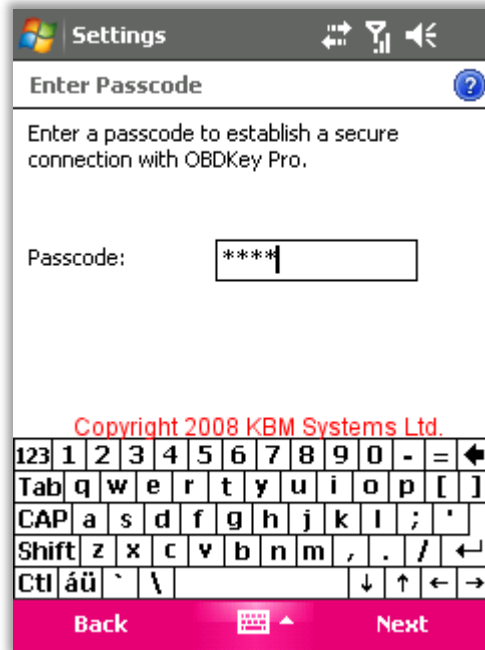 Settings
Enter Passcode
?
Enter a passcode to establish a secure
connection with OBDKey Pro.
Passcode: ****
Copyright 2008 KBM Systems Ltd.
123 1 2 3 4 5 6 7 8 9 0 - = 🡄
Tab q w e r t y u i o p [ ]
CAP a s d f g h j k l ; '
Shift z x c v b n m , . / ↵
Ctl áü ` \ ↓ ↑ ← →
Back Next